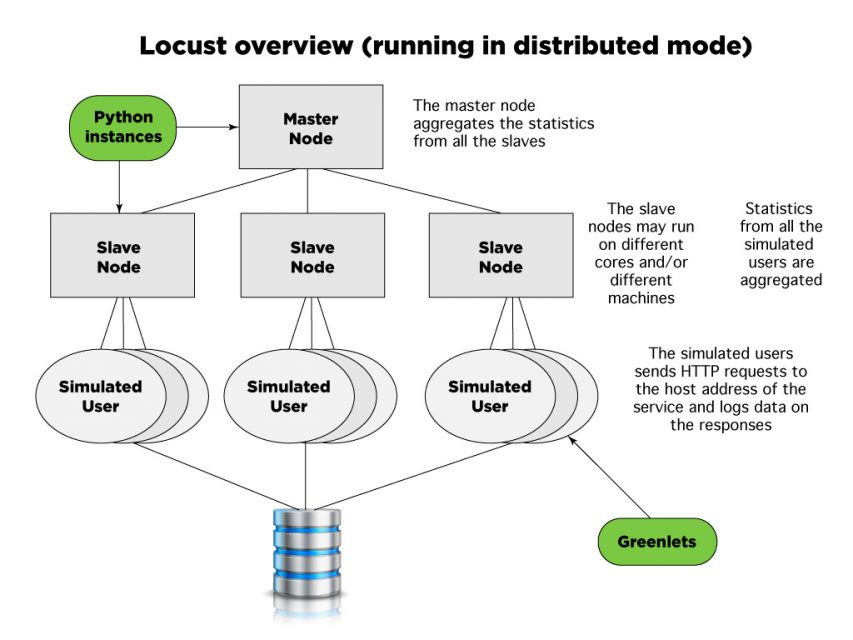 Locust overview (running in distributed mode)
Python
instances
Master
Node
The master node
aggregates the statistics
from all the slaves
Slave
Node
Slave
Node
Slave
Node
The slave
nodes may run
on different
cores and/or
different
machines
Statistics
from all the
simulated
users are
aggregated
Simulated
User
Simulated
User
Simulated
User
The simulated users
sends HTTP requests to
the host address of the
service and logs data on
the responses
Greenlets